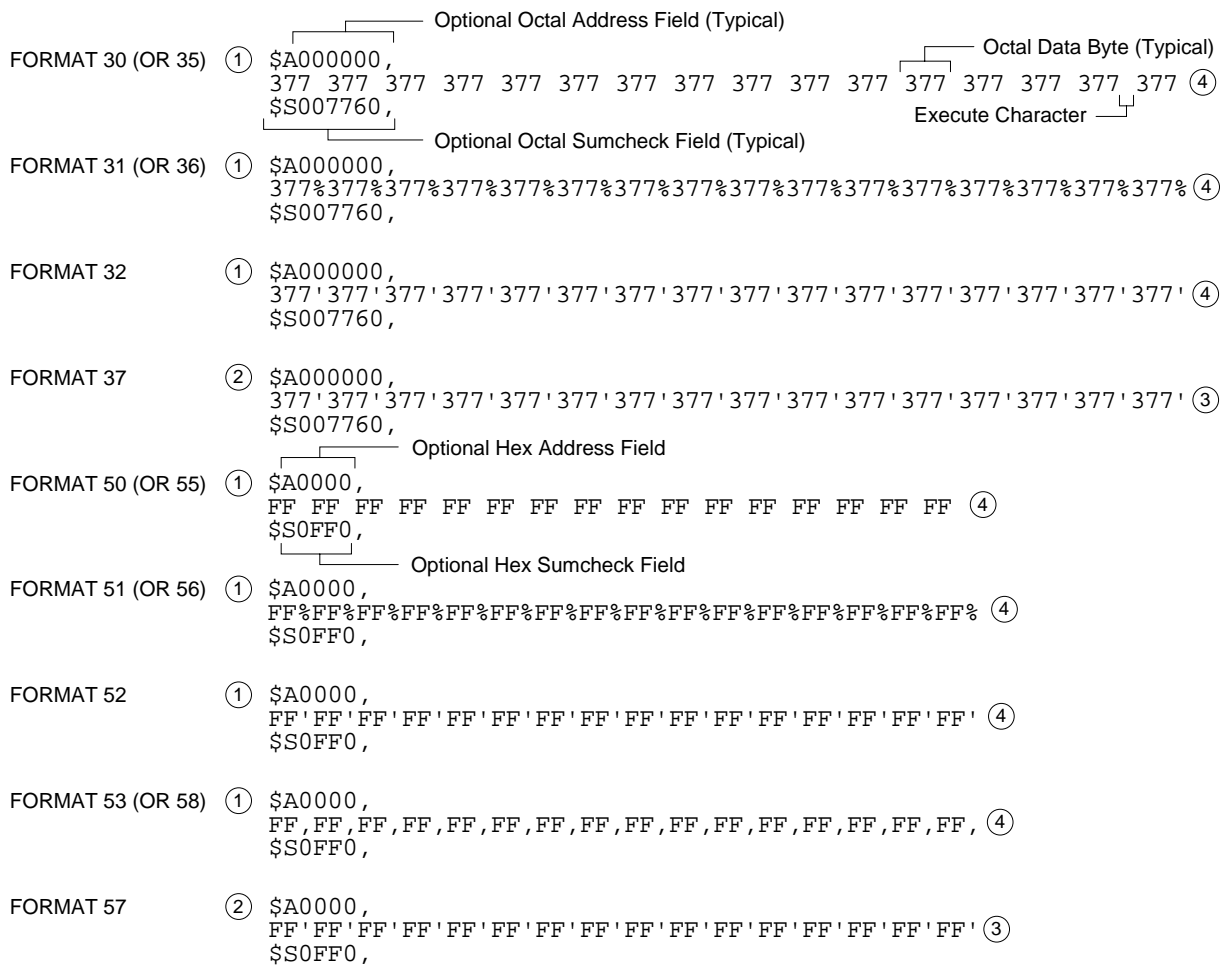 Optional Octal Address Field (Typical)
FORMAT 30 (OR 35) 1 $A000000, Octal Data Byte (Typical)
377 377 377 377 377 377 377 377 377 377 377 377 377 377 377 377 4
$S007760, Execute Character
Optional Octal Sumcheck Field (Typical)
FORMAT 31 (OR 36) 1 $A000000,
377%377%377%377%377%377%377%377%377%377%377%377%377%377%377%377% 4
$S007760,
FORMAT 32 1 $A000000,
377'377'377'377'377'377'377'377'377'377'377'377'377'377'377'377' 4
$S007760,
FORMAT 37 2 $A000000,
377'377'377'377'377'377'377'377'377'377'377'377'377'377'377'377' 3
$S007760,
Optional Hex Address Field
FORMAT 50 (OR 55) 1 $A0000,
FF FF FF FF FF FF FF FF FF FF FF FF FF FF FF FF 4
$S0FF0,
Optional Hex Sumcheck Field
FORMAT 51 (OR 56) 1 $A0000,
FF%FF%FF%FF%FF%FF%FF%FF%FF%FF%FF%FF%FF%FF%FF%FF% 4
$S0FF0,
FORMAT 52 1 $A0000,
FF'FF'FF'FF'FF'FF'FF'FF'FF'FF'FF'FF'FF'FF'FF'FF' 4
$S0FF0,
FORMAT 53 (OR 58) 1 $A0000,
FF,FF,FF,FF,FF,FF,FF,FF,FF,FF,FF,FF,FF,FF,FF,FF, 4
$S0FF0,
FORMAT 57 2 $A0000,
FF'FF'FF'FF'FF'FF'FF'FF'FF'FF'FF'FF'FF'FF'FF'FF' 3
$S0FF0,